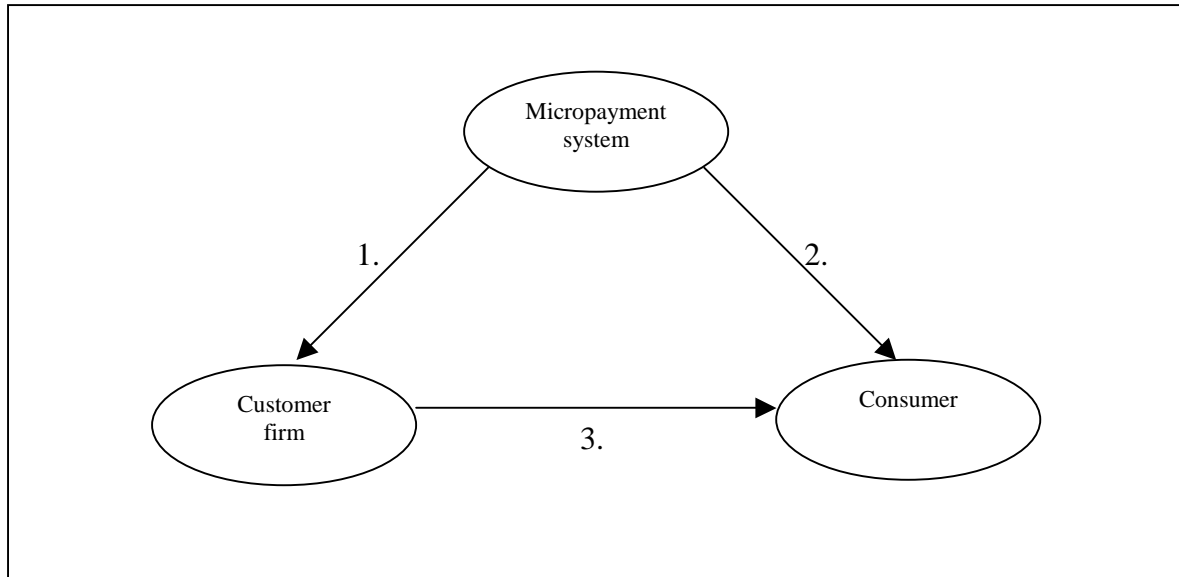 Micropayment
system
1.
2.
Customer
firm
Consumer
3.